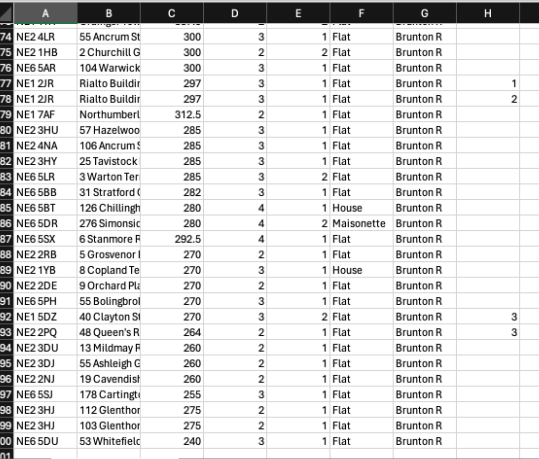 A B C D E F G H
74 NE2 4LR 55 Ancrum St 300 3 1 Flat Brunton R
75 NE2 1HB 2 Churchill G 300 2 2 Flat Brunton R
76 NE6 5AR 104 Warwick 300 3 1 Flat Brunton R
77 NE1 2JR Rialto Buildin 297 3 1 Flat Brunton R 1
78 NE1 2JR Rialto Buildin 297 3 1 Flat Brunton R 2
79 NE1 7AF Northumberl 312.5 2 1 Flat Brunton R
80 NE2 3HU 57 Hazelwoo 285 3 1 Flat Brunton R
81 NE2 4NA 106 Ancrum S 285 3 1 Flat Brunton R
82 NE2 3HY 25 Tavistock 285 3 1 Flat Brunton R
83 NE6 5LR 3 Warton Ter 285 3 2 Flat Brunton R
84 NE6 5BB 31 Stratford G 282 3 1 Flat Brunton R
85 NE6 5BT 126 Chillingh 280 4 1 House Brunton R
86 NE6 5DR 276 Simonsid 280 4 2 Maisonette Brunton R
87 NE6 5SX 6 Stanmore R 292.5 4 1 Flat Brunton R
88 NE2 2RB 5 Grosvenor 270 2 1 Flat Brunton R
89 NE2 1YB 8 Copland Te 270 3 1 House Brunton R
90 NE2 2DE 9 Orchard Pla 270 2 1 Flat Brunton R
91 NE6 5PH 55 Bolingbrol 270 3 1 Flat Brunton R
92 NE1 5DZ 40 Clayton St 270 3 2 Flat Brunton R 3
93 NE2 2PQ 48 Queen's R 264 2 1 Flat Brunton R 3
94 NE2 3DU 13 Mildmay R 260 2 1 Flat Brunton R
95 NE2 3DJ 55 Ashleigh G 260 2 1 Flat Brunton R
96 NE2 2NJ 19 Cavendish 260 2 1 Flat Brunton R
97 NE6 5SJ 178 Cartingt 255 3 1 Flat Brunton R
98 NE2 3HJ 112 Glenthor 275 2 1 Flat Brunton R
99 NE2 3HJ 103 Glenthor 275 2 1 Flat Brunton R
00 NE6 5DU 53 Whitefield 240 3 1 Flat Brunton R
01